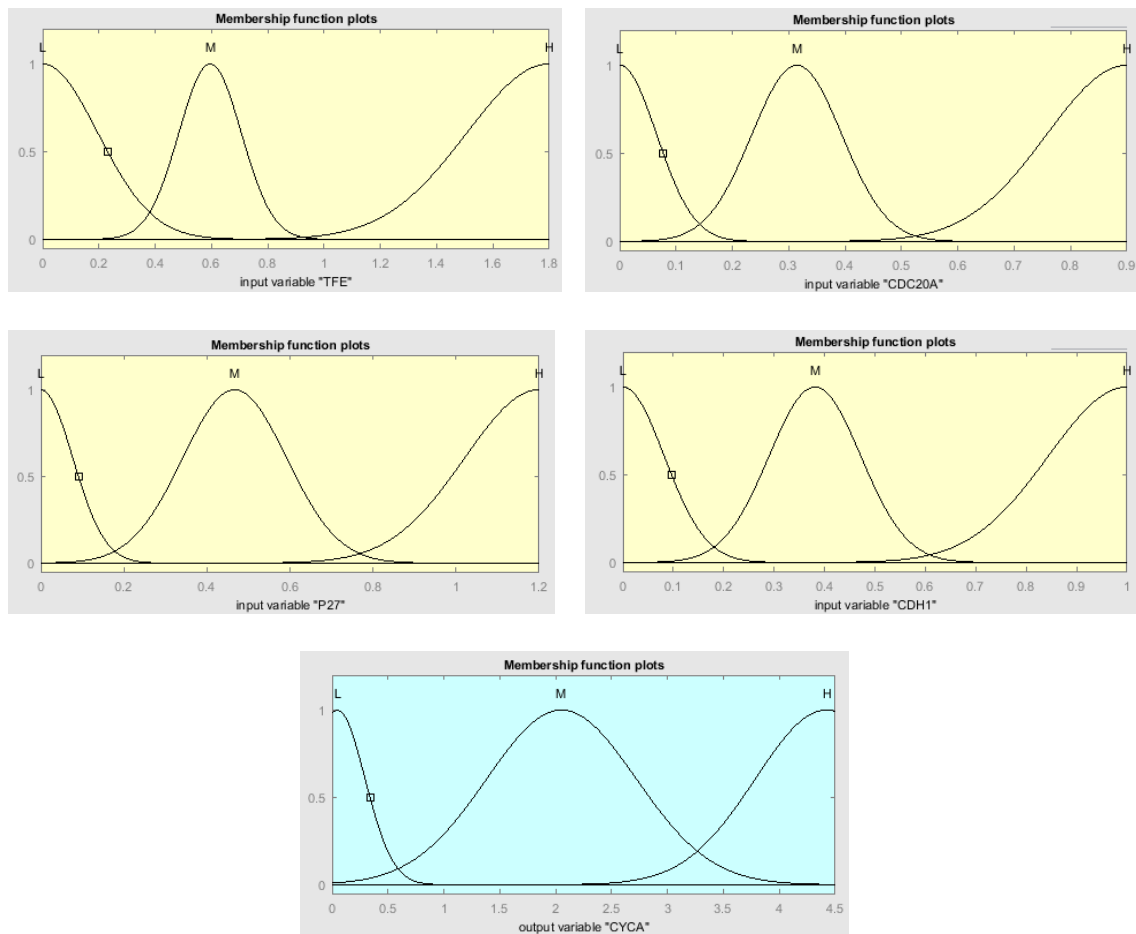 Membership function plots
L M H
1
0.5
0
0 0.2 0.4 0.6 0.8 1 1.2 1.4 1.6 1.8
input variable "TFE"
Membership function plots
L M H
1
0.5
0
0 0.1 0.2 0.3 0.4 0.5 0.6 0.7 0.8 0.9
input variable "CDC20A"
Membership function plots
L M H
1
0.5
0
0 0.2 0.4 0.6 0.8 1 1.2
input variable "P27"
Membership function plots
L M H
1
0.5
0
0 0.1 0.2 0.3 0.4 0.5 0.6 0.7 0.8 0.9 1
input variable "CDH1"
Membership function plots
L M H
1
0.5
0
0 0.5 1 1.5 2 2.5 3 3.5 4 4.5
output variable "CYCA"